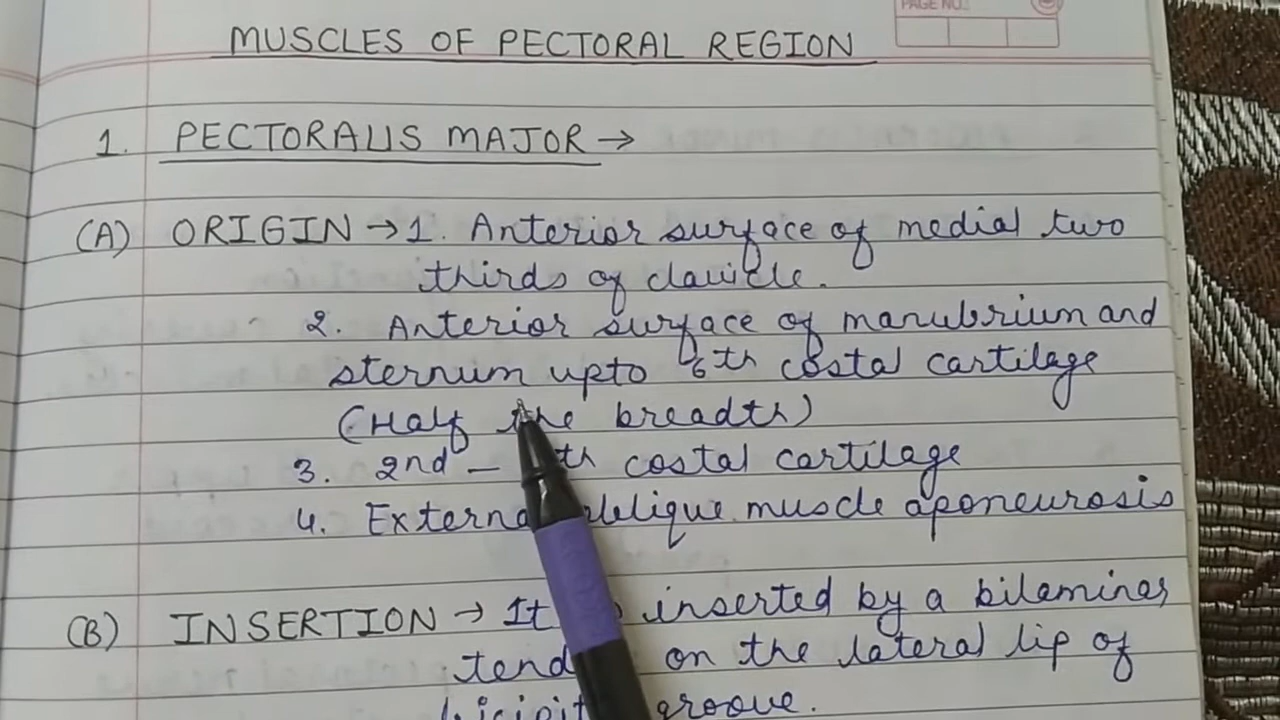 PAGE NO.:
MUSCLES OF PECTORAL REGION
1. PECTORALIS MAJOR →
(A) ORIGIN → 1. Anterior surface of medial two
thirds of clavicle.
2. Anterior surface of manubrium and
sternum upto 6th costal cartilage
(Half the breadth)
3. 2nd - th costal cartilage
4. External oblique muscle aponeurosis
(B) INSERTION → It inserted by a bilaminar
tend on the lateral lip of
groove.